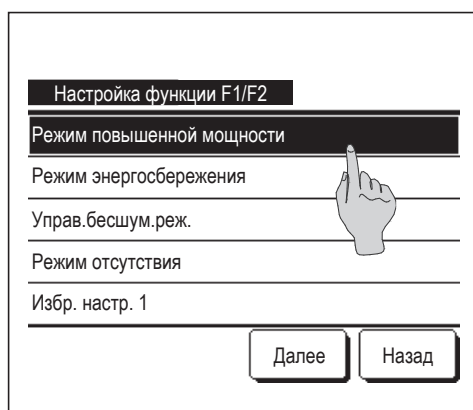 Настройка функции F1/F2
Режим повышенной мощности
Режим энергосбережения
Управ.бесшум.реж.
Режим отсутствия
Избр. настр. 1
Далее Назад